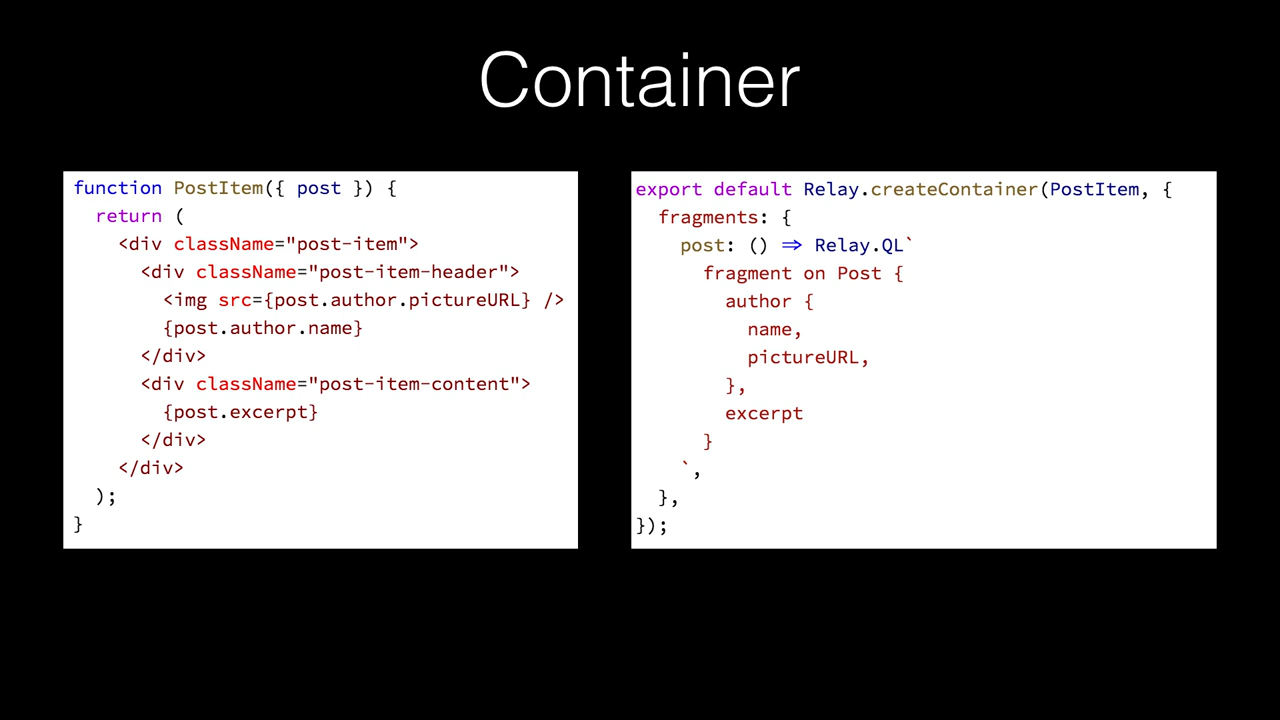 Container
function PostItem({ post }) {
  return (
    <div className="post-item">
      <div className="post-item-header">
        <img src={post.author.pictureURL} />
        {post.author.name}
      </div>
      <div className="post-item-content">
        {post.excerpt}
      </div>
    </div>
  );
}
export default Relay.createContainer(PostItem, {
  fragments: {
    post: () => Relay.QL`
      fragment on Post {
        author {
          name,
          pictureURL,
        },
        excerpt
      }
    `,
  },
});